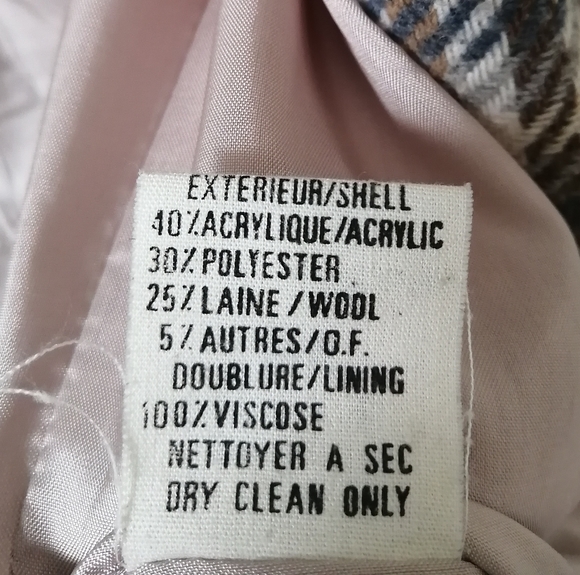 EXTERIEUR/SHELL
40%ACRYLIQUE/ACRYLIC
30%POLYESTER
25%LAINE/WOOL
5%AUTRES/O.F.
DOUBLURE/LINING
100%VISCOSE
NETTOYER A SEC
DRY CLEAN ONLY